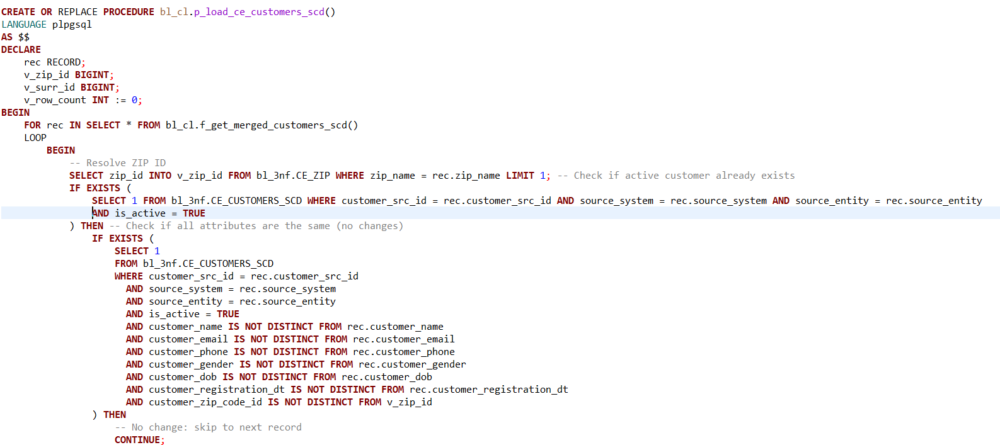 CREATE OR REPLACE PROCEDURE bl_cl.p_load_ce_customers_scd()
LANGUAGE plpgsql
AS $$
DECLARE
    rec RECORD;
    v_zip_id BIGINT;
    v_surr_id BIGINT;
    v_row_count INT := 0;
BEGIN
    FOR rec IN SELECT * FROM bl_cl.f_get_merged_customers_scd()
    LOOP
        BEGIN
            -- Resolve ZIP ID
            SELECT zip_id INTO v_zip_id FROM bl_3nf.CE_ZIP WHERE zip_name = rec.zip_name LIMIT 1; -- Check if active customer already exists
            IF EXISTS (
                SELECT 1 FROM bl_3nf.CE_CUSTOMERS_SCD WHERE customer_src_id = rec.customer_src_id AND source_system = rec.source_system AND source_entity = rec.source_entity
                AND is_active = TRUE
            ) THEN -- Check if all attributes are the same (no changes)
                IF EXISTS (
                    SELECT 1
                    FROM bl_3nf.CE_CUSTOMERS_SCD
                    WHERE customer_src_id = rec.customer_src_id
                      AND source_system = rec.source_system
                      AND source_entity = rec.source_entity
                      AND is_active = TRUE
                      AND customer_name IS NOT DISTINCT FROM rec.customer_name
                      AND customer_email IS NOT DISTINCT FROM rec.customer_email
                      AND customer_phone IS NOT DISTINCT FROM rec.customer_phone
                      AND customer_gender IS NOT DISTINCT FROM rec.customer_gender
                      AND customer_dob IS NOT DISTINCT FROM rec.customer_dob
                      AND customer_registration_dt IS NOT DISTINCT FROM rec.customer_registration_dt
                      AND customer_zip_code_id IS NOT DISTINCT FROM v_zip_id
                ) THEN
                    -- No change: skip to next record
                    CONTINUE;